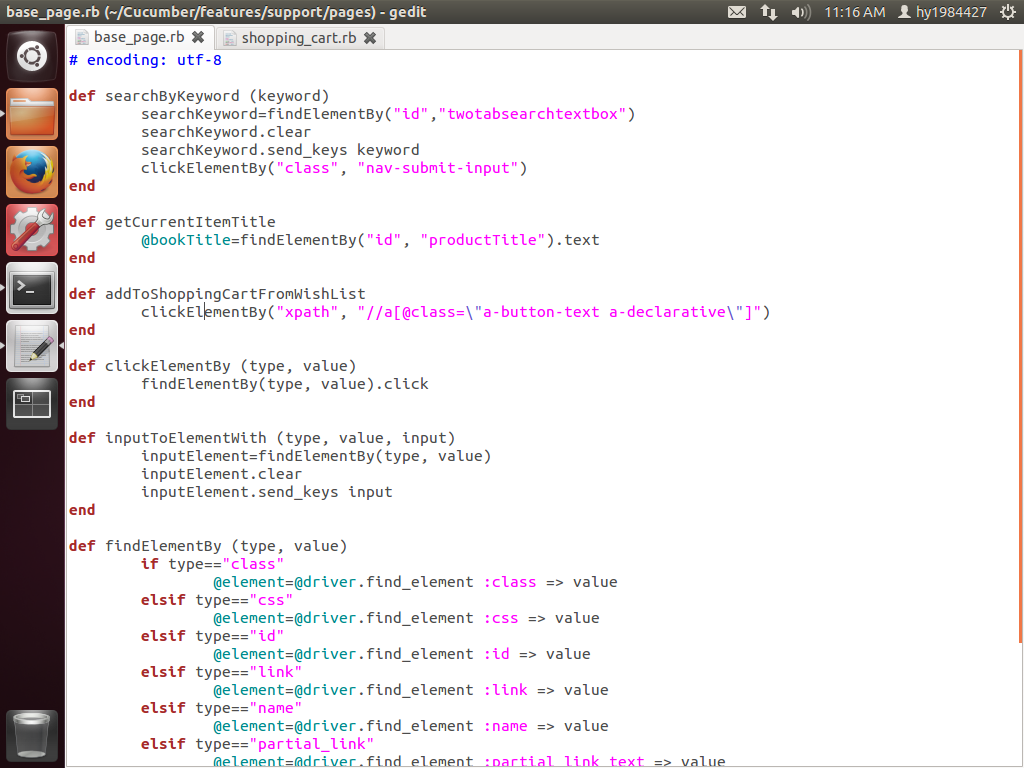 base_page.rb (~/Cucumber/features/support/pages) - gedit
11:16 AM
hy1984427
base_page.rb
shopping_cart.rb
# encoding: utf-8
def searchByKeyword (keyword)
searchKeyword=findElementBy("id","twotabsearchtextbox")
searchKeyword.clear
searchKeyword.send_keys keyword
clickElementBy("class", "nav-submit-input")
end
def getCurrentItemTitle
@bookTitle=findElementBy("id", "productTitle").text
end
def addToShoppingCartFromWishList
clickElementBy("xpath", "//a[@class=\"a-button-text a-declarative\"]")
end
def clickElementBy (type, value)
findElementBy(type, value).click
end
def inputToElementWith (type, value, input)
inputElement=findElementBy(type, value)
inputElement.clear
inputElement.send_keys input
end
def findElementBy (type, value)
if type=="class"
@element=@driver.find_element :class => value
elsif type=="css"
@element=@driver.find_element :css => value
elsif type=="id"
@element=@driver.find_element :id => value
elsif type=="link"
@element=@driver.find_element :link => value
elsif type=="name"
@element=@driver.find_element :name => value
elsif type=="partial_link"
@element=@driver.find_element :partial_link_text => value